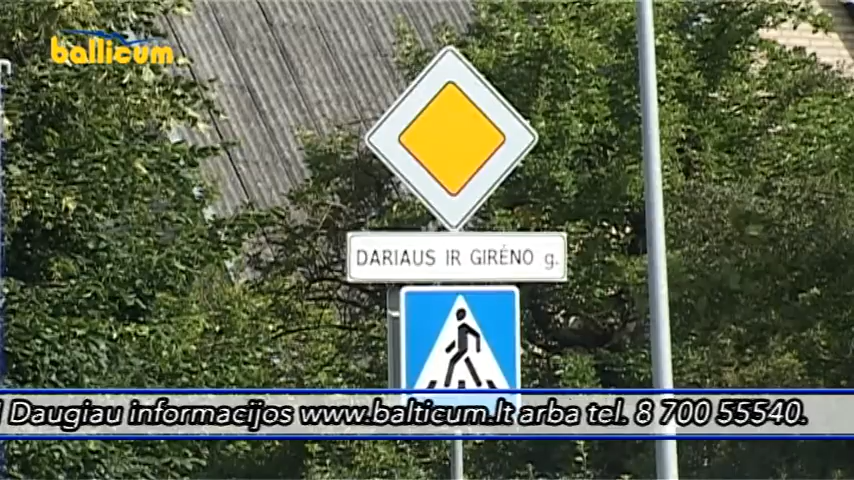 balticum
DARIAUS IR GIRĖNO g.
Daugiau informacijos www.balticum.lt arba tel. 8 700 55540.